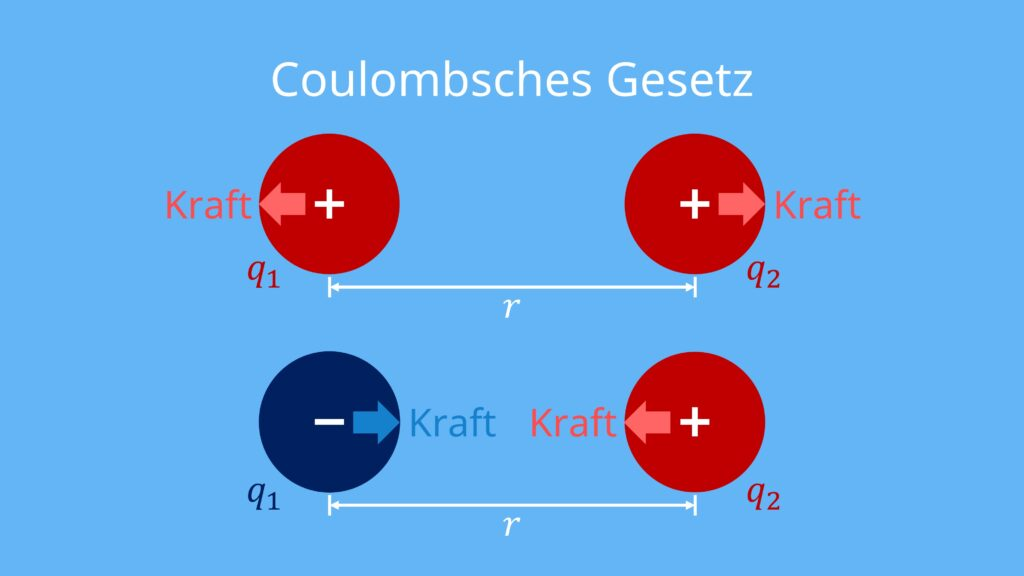 Coulombsches Gesetz
Kraft + + Kraft
q₁ q₂
r
− Kraft Kraft +
q₁ q₂
r